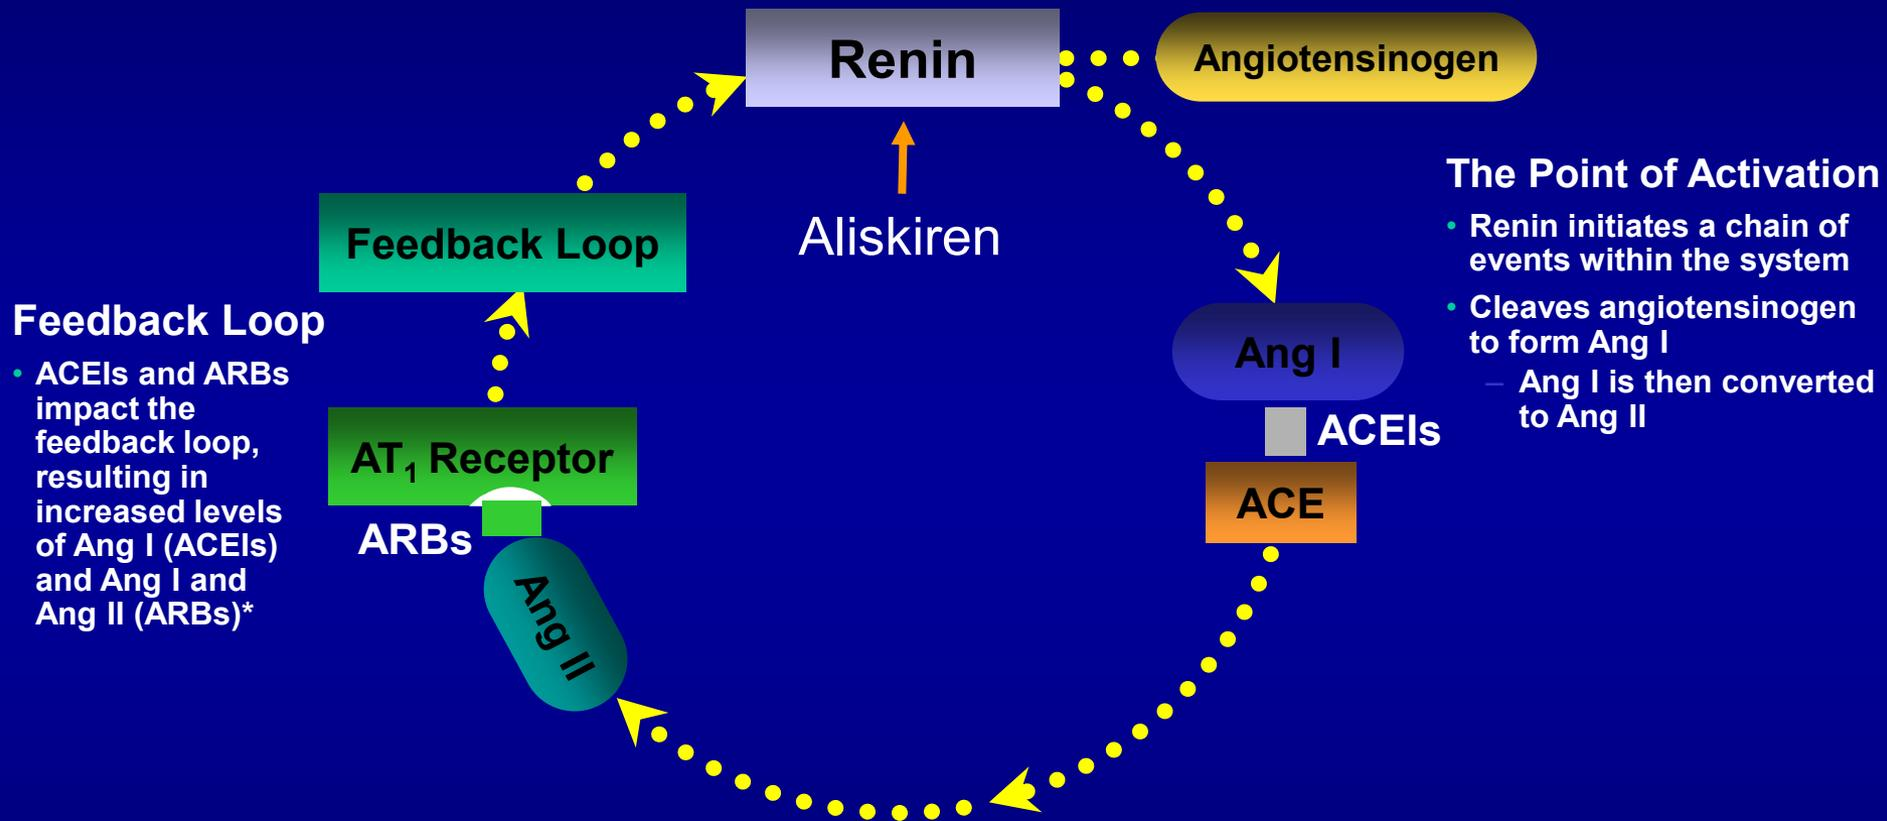 Renin
Angiotensinogen
Feedback Loop
Aliskiren
The Point of Activation
• Renin initiates a chain of
events within the system
• Cleaves angiotensinogen
to form Ang I
– Ang I is then converted
to Ang II
Ang I
ACEIs
ACE
Feedback Loop
• ACEIs and ARBs
impact the
feedback loop,
resulting in
increased levels
of Ang I (ACEIs)
and Ang I and
Ang II (ARBs)*
AT₁ Receptor
ARBs
Ang II